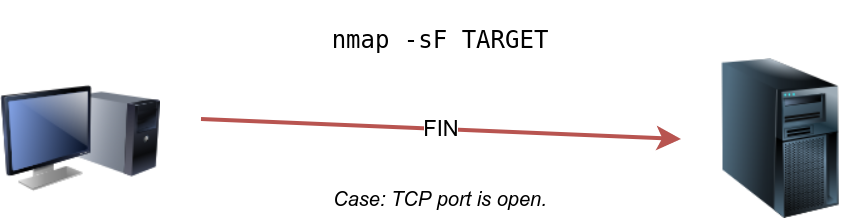 nmap -sF TARGET
FIN
Case: TCP port is open.